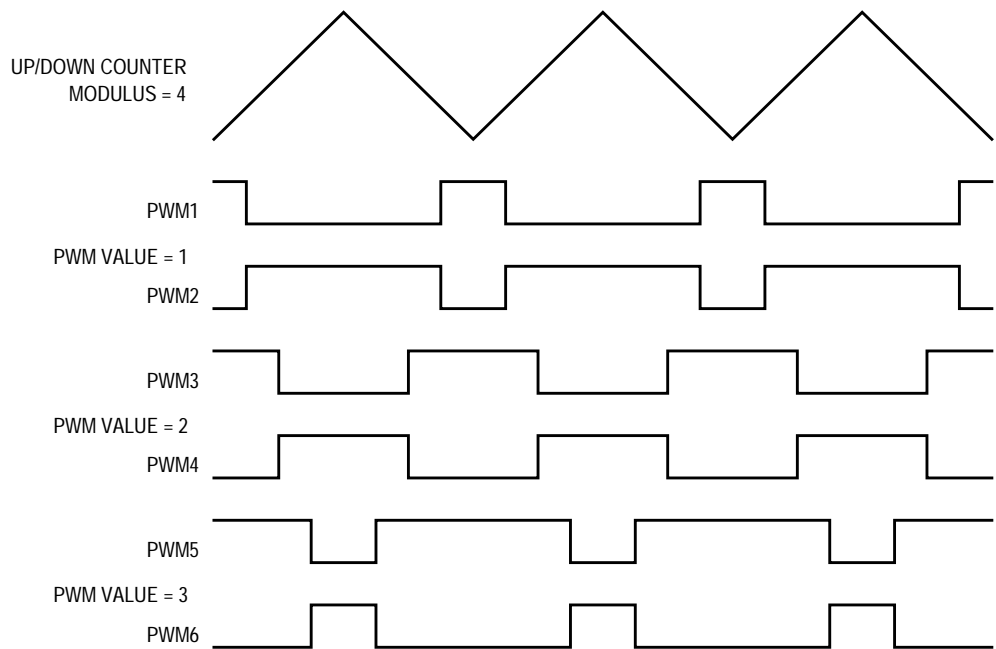 UP/DOWN COUNTER
MODULUS = 4
PWM1
PWM VALUE = 1
PWM2
PWM3
PWM VALUE = 2
PWM4
PWM5
PWM VALUE = 3
PWM6